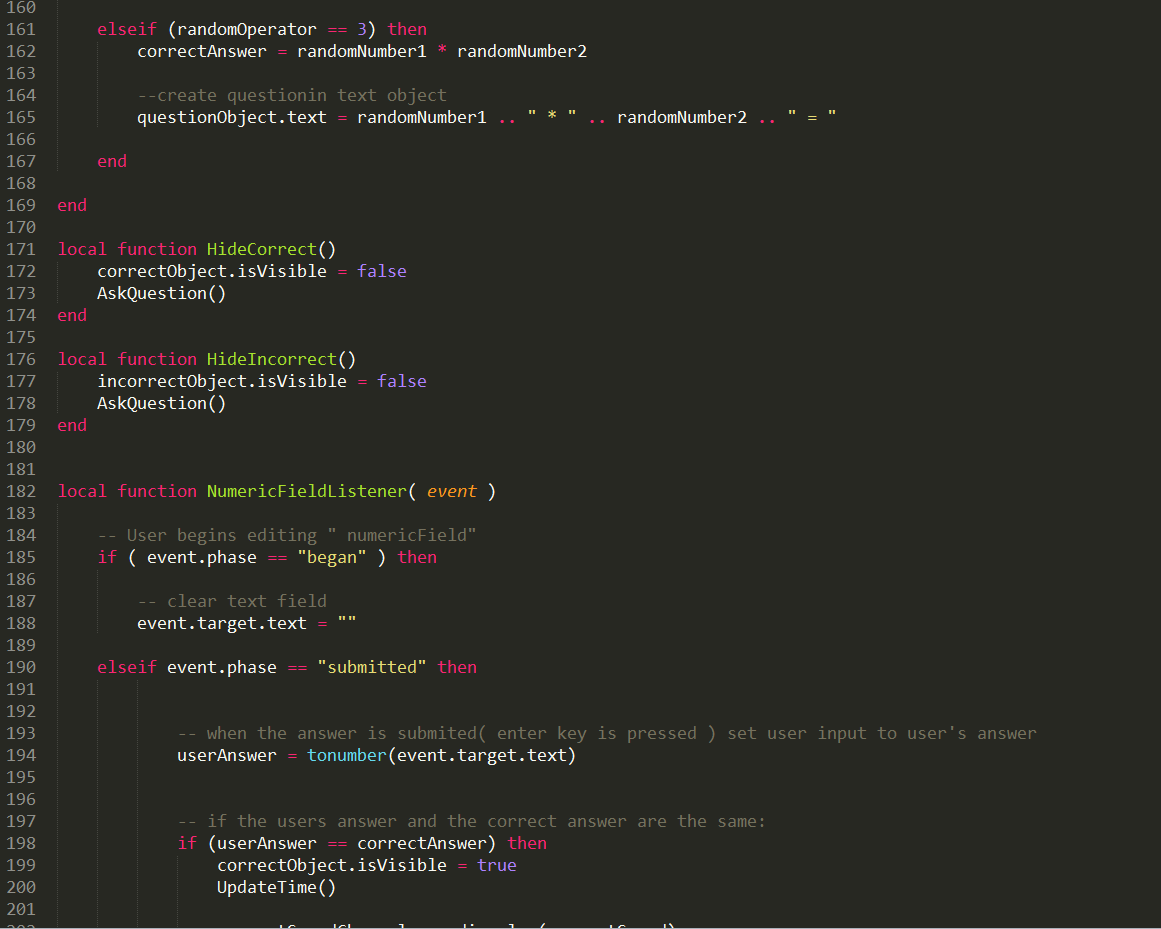 160
161 elseif (randomOperator == 3) then
162 correctAnswer = randomNumber1 * randomNumber2
163
164 --create questionin text object
165 questionObject.text = randomNumber1 .. " * " .. randomNumber2 .. " = "
166
167 end
168
169 end
170
171 local function HideCorrect()
172 correctObject.isVisible = false
173 AskQuestion()
174 end
175
176 local function HideIncorrect()
177 incorrectObject.isVisible = false
178 AskQuestion()
179 end
180
181
182 local function NumericFieldListener( event )
183
184 -- User begins editing " numericField"
185 if ( event.phase == "began" ) then
186
187 -- clear text field
188 event.target.text = ""
189
190 elseif event.phase == "submitted" then
191
192
193 -- when the answer is submited( enter key is pressed ) set user input to user's answer
194 userAnswer = tonumber(event.target.text)
195
196
197 -- if the users answer and the correct answer are the same:
198 if (userAnswer == correctAnswer) then
199 correctObject.isVisible = true
200 UpdateTime()
201